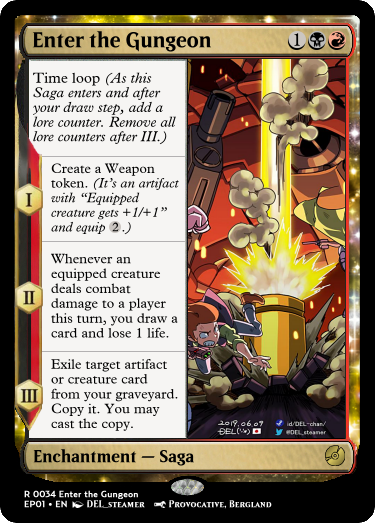 Enter the Gungeon 1
Time loop (As this
Saga enters and after
your draw step, add a
lore counter. Remove all
lore counters after III.)
I
Create a Weapon
token. (It's an artifact
with "Equipped
creature gets +1/+1"
and equip 2.)
II
Whenever an
equipped creature
deals combat
damage to a player
this turn, you draw a
card and lose 1 life.
III
Exile target artifact
or creature card
from your graveyard.
Copy it. You may
cast the copy.
2019.06.09
DEL
id/DEL-chan/
@DEL_steamer
Enchantment — Saga
R 0034 Enter the Gungeon
EP01 • EN DEL_STEAMER PROVOCATIVE, BERGLAND